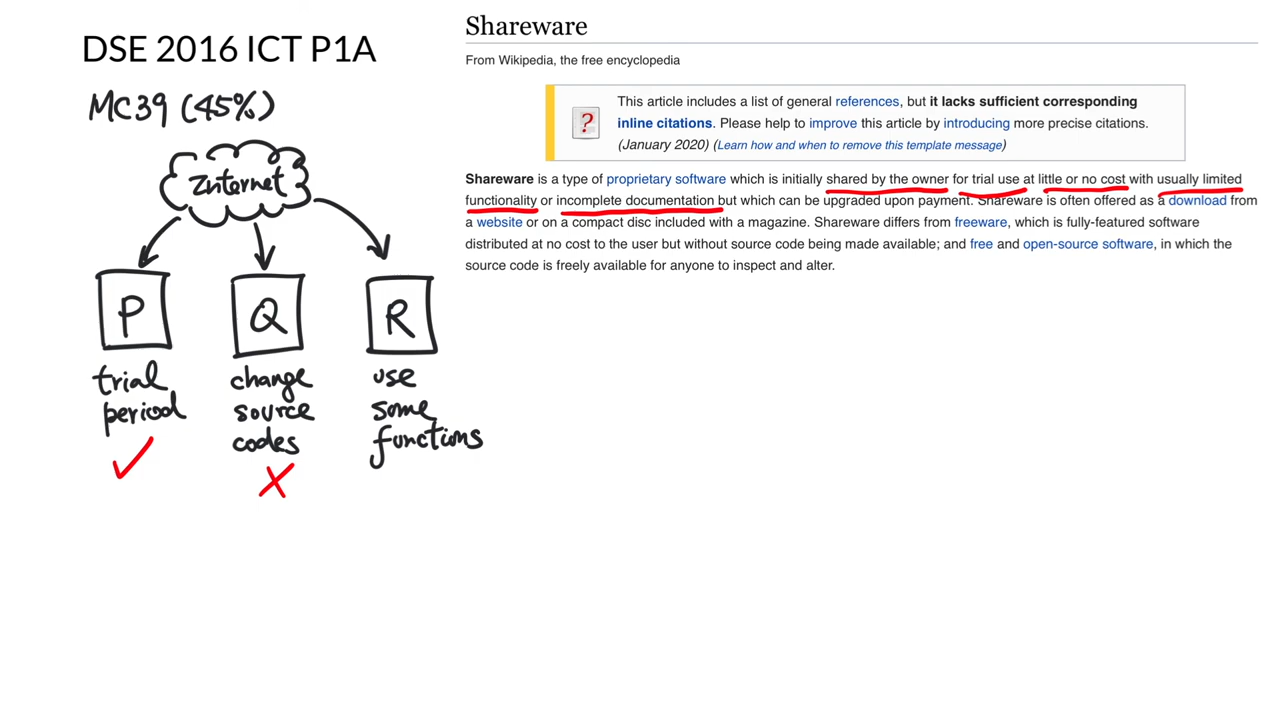 DSE 2016 ICT P1A
MC39 (45%)
Internet
P
Q
R
trial
period
change
source
codes
use
some
functions
Shareware
From Wikipedia, the free encyclopedia
?
This article includes a list of general references, but it lacks sufficient corresponding
inline citations. Please help to improve this article by introducing more precise citations.
(January 2020) (Learn how and when to remove this template message)
Shareware is a type of proprietary software which is initially shared by the owner for trial use at little or no cost with usually limited
functionality or incomplete documentation but which can be upgraded upon payment. Shareware is often offered as a download from
a website or on a compact disc included with a magazine. Shareware differs from freeware, which is fully-featured software
distributed at no cost to the user but without source code being made available; and free and open-source software, in which the
source code is freely available for anyone to inspect and alter.